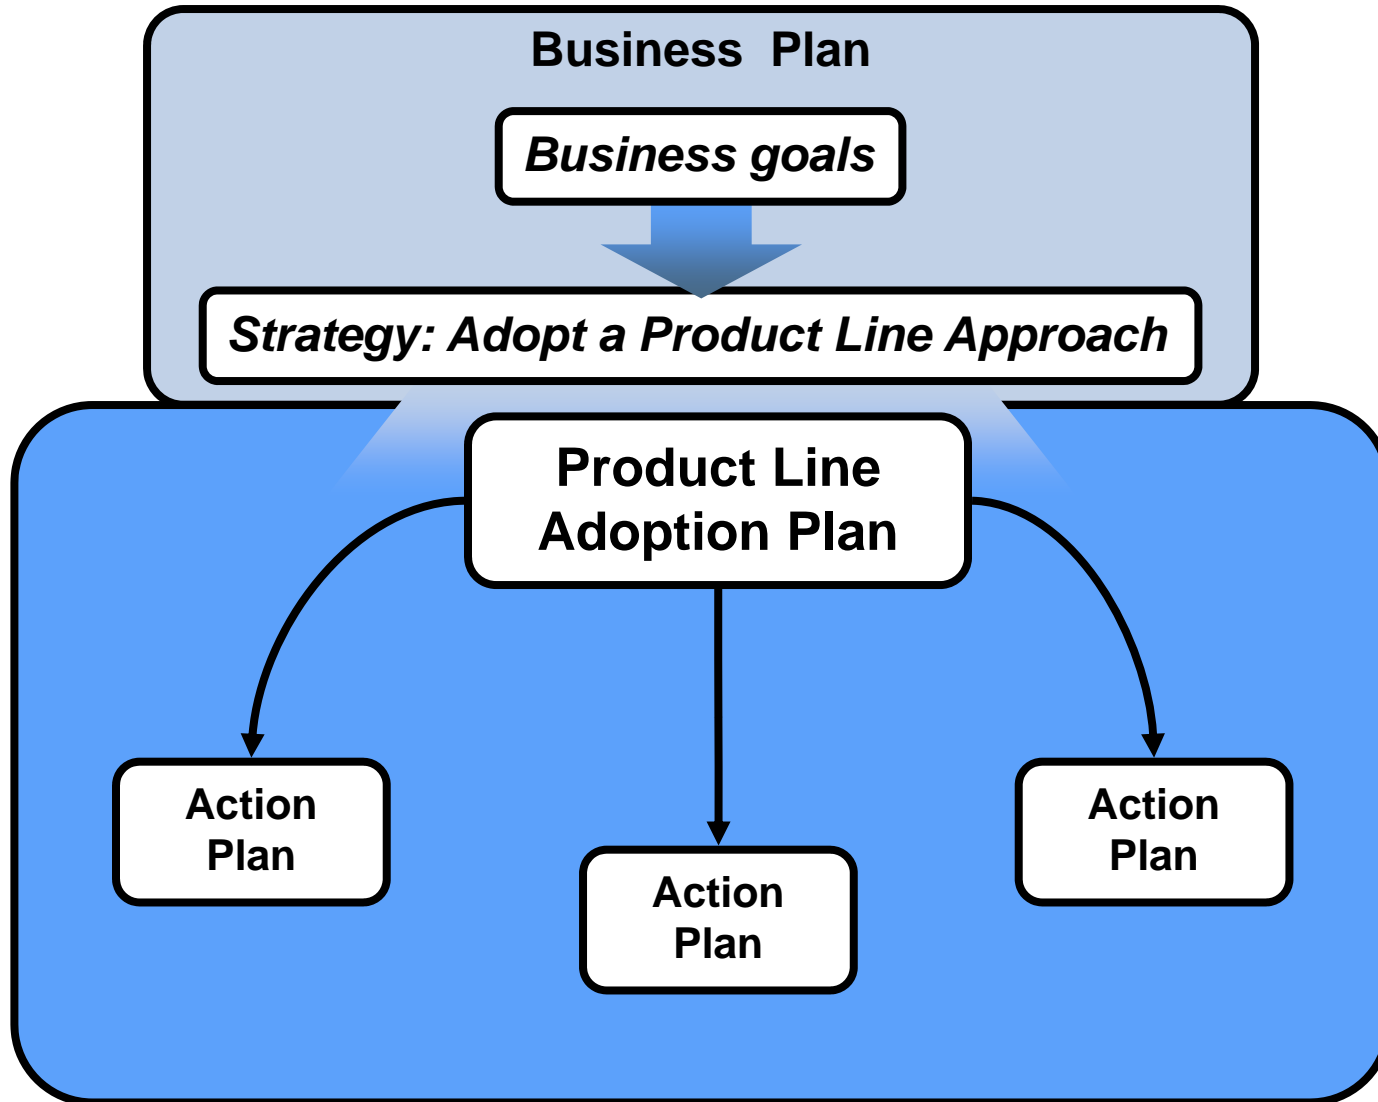 Business Plan
Business goals
Strategy: Adopt a Product Line Approach
Product Line
Adoption Plan
Action
Plan
Action
Plan
Action
Plan